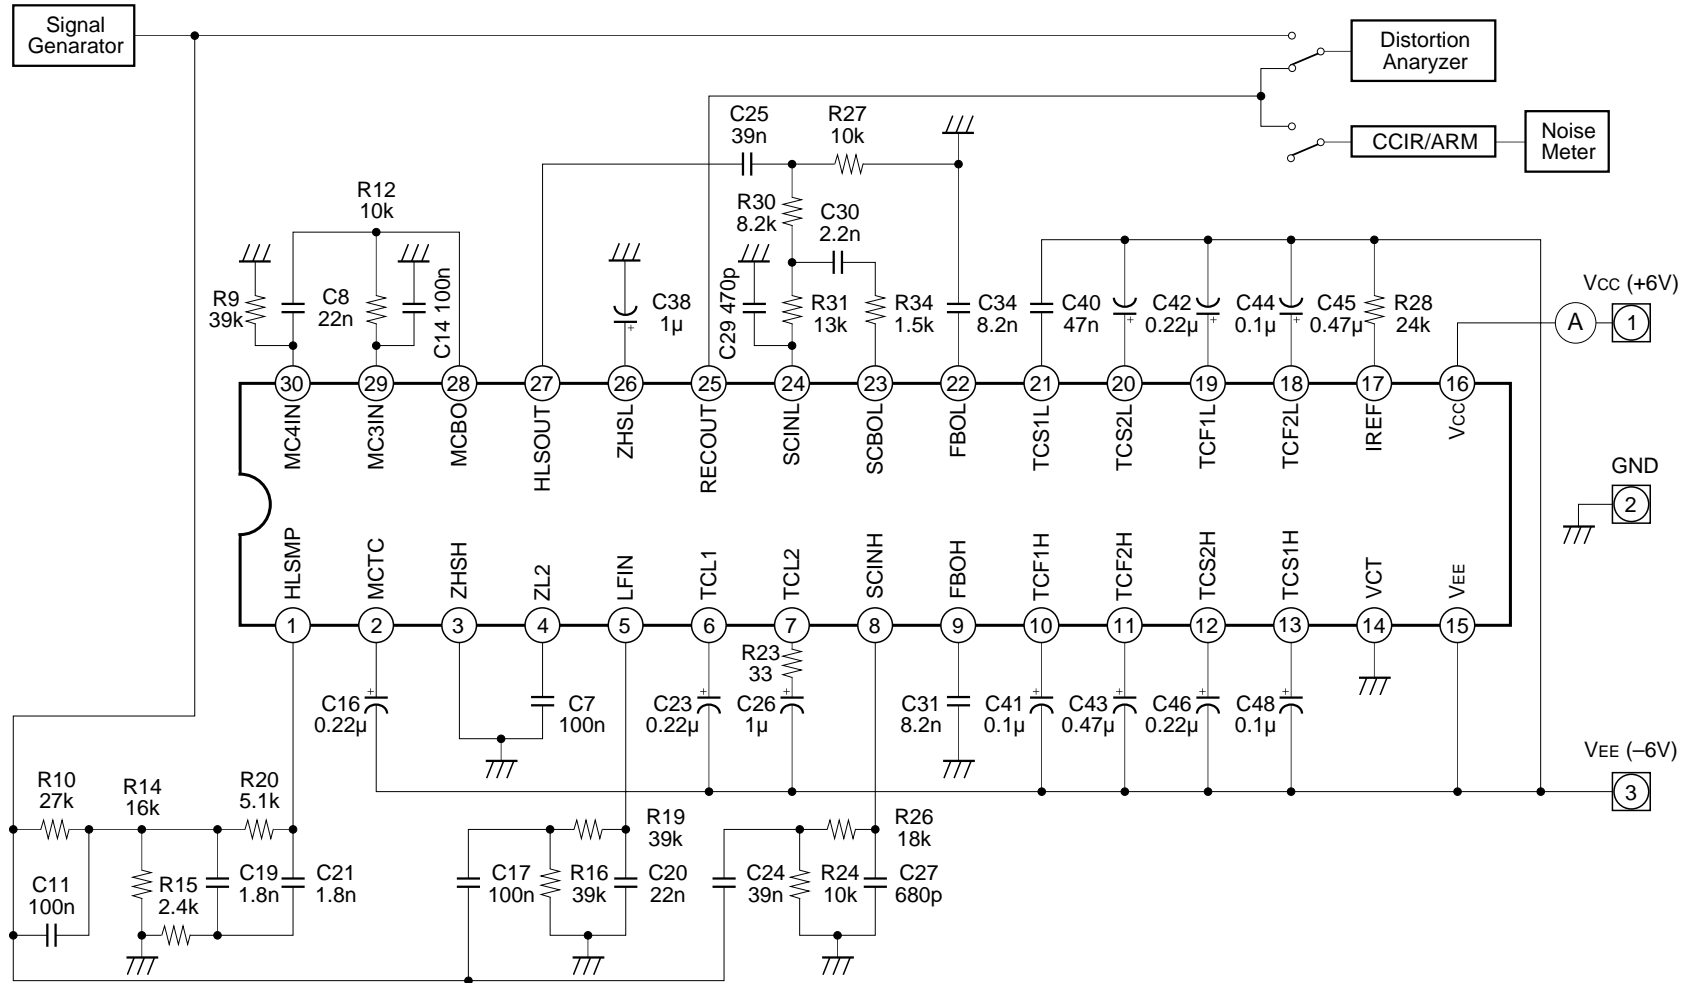 Signal
Genarator
Distortion
Anaryzer
CCIR/ARM
Noise
Meter
C25
39n
R27
10k
R12
10k
R30
8.2k
C30
2.2n
R9
39k
C8
22n
C14 100n
C38
1µ
C29 470p
R31
13k
R34
1.5k
C34
8.2n
C40
47n
C42
0.22µ
C44
0.1µ
C45
0.47µ
R28
24k
VCC (+6V)
A
1
+
+
+
+
30
29
28
27
26
25
24
23
22
21
20
19
18
17
16
MC4IN
MC3IN
MCBO
HLSOUT
ZHSL
RECOUT
SCINL
SCBOL
FBOL
TCS1L
TCS2L
TCF1L
TCF2L
IREF
VCC
GND
2
HLSMP
MCTC
ZHSH
ZL2
LFIN
TCL1
TCL2
SCINH
FBOH
TCF1H
TCF2H
TCS2H
TCS1H
VCT
VEE
1
2
3
4
5
6
7
8
9
10
11
12
13
14
15
R23
33
+
+
+
+
+
+
+
C16
0.22µ
C7
100n
C23
0.22µ
C26
1µ
C31
8.2n
C41
0.1µ
C43
0.47µ
C46
0.22µ
C48
0.1µ
VEE (–6V)
3
R10
27k
R14
16k
R20
5.1k
R19
39k
R26
18k
C11
100n
R15
2.4k
C19
1.8n
C21
1.8n
C17
100n
R16
39k
C20
22n
C24
39n
R24
10k
C27
680p